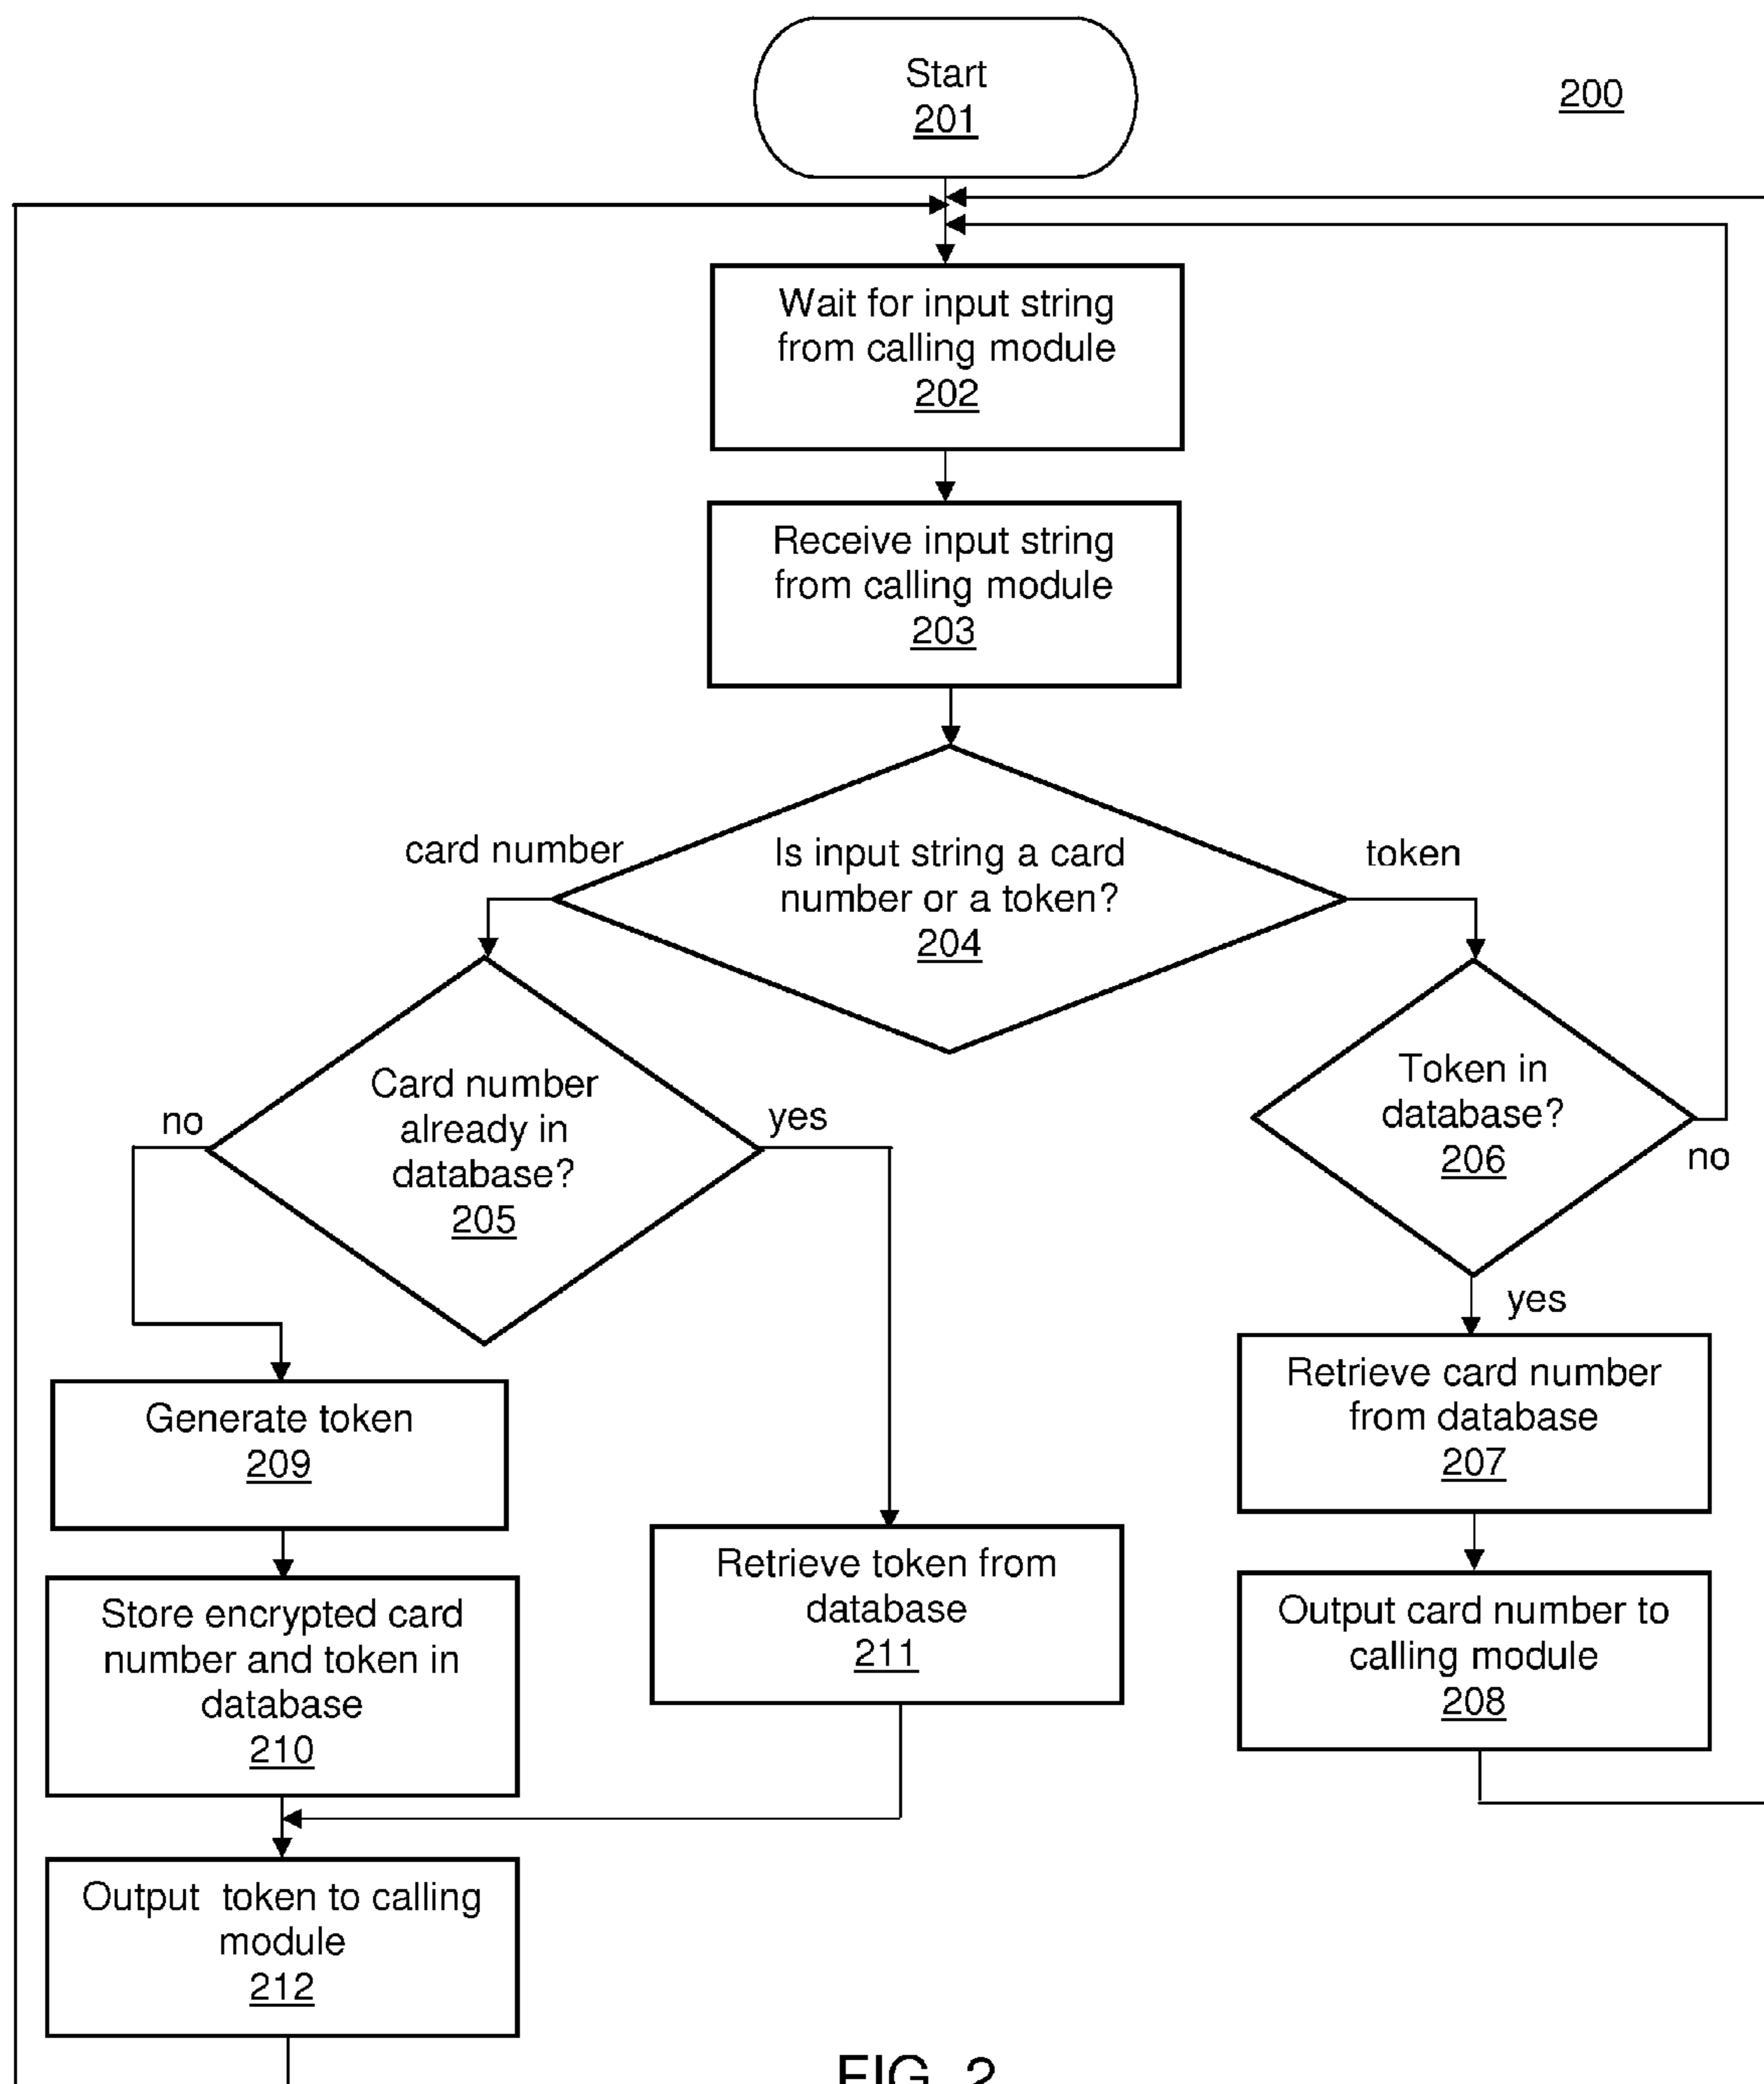 Start
201
200
Wait for input string
from calling module
202
Receive input string
from calling module
203
card number
Is input string a card
number or a token?
204
token
Card number
already in
database?
205
no
yes
Token in
database?
206
no
yes
Generate token
209
Retrieve card number
from database
207
Store encrypted card
number and token in
database
210
Retrieve token from
database
211
Output card number to
calling module
208
Output token to calling
module
212
FIG. 2